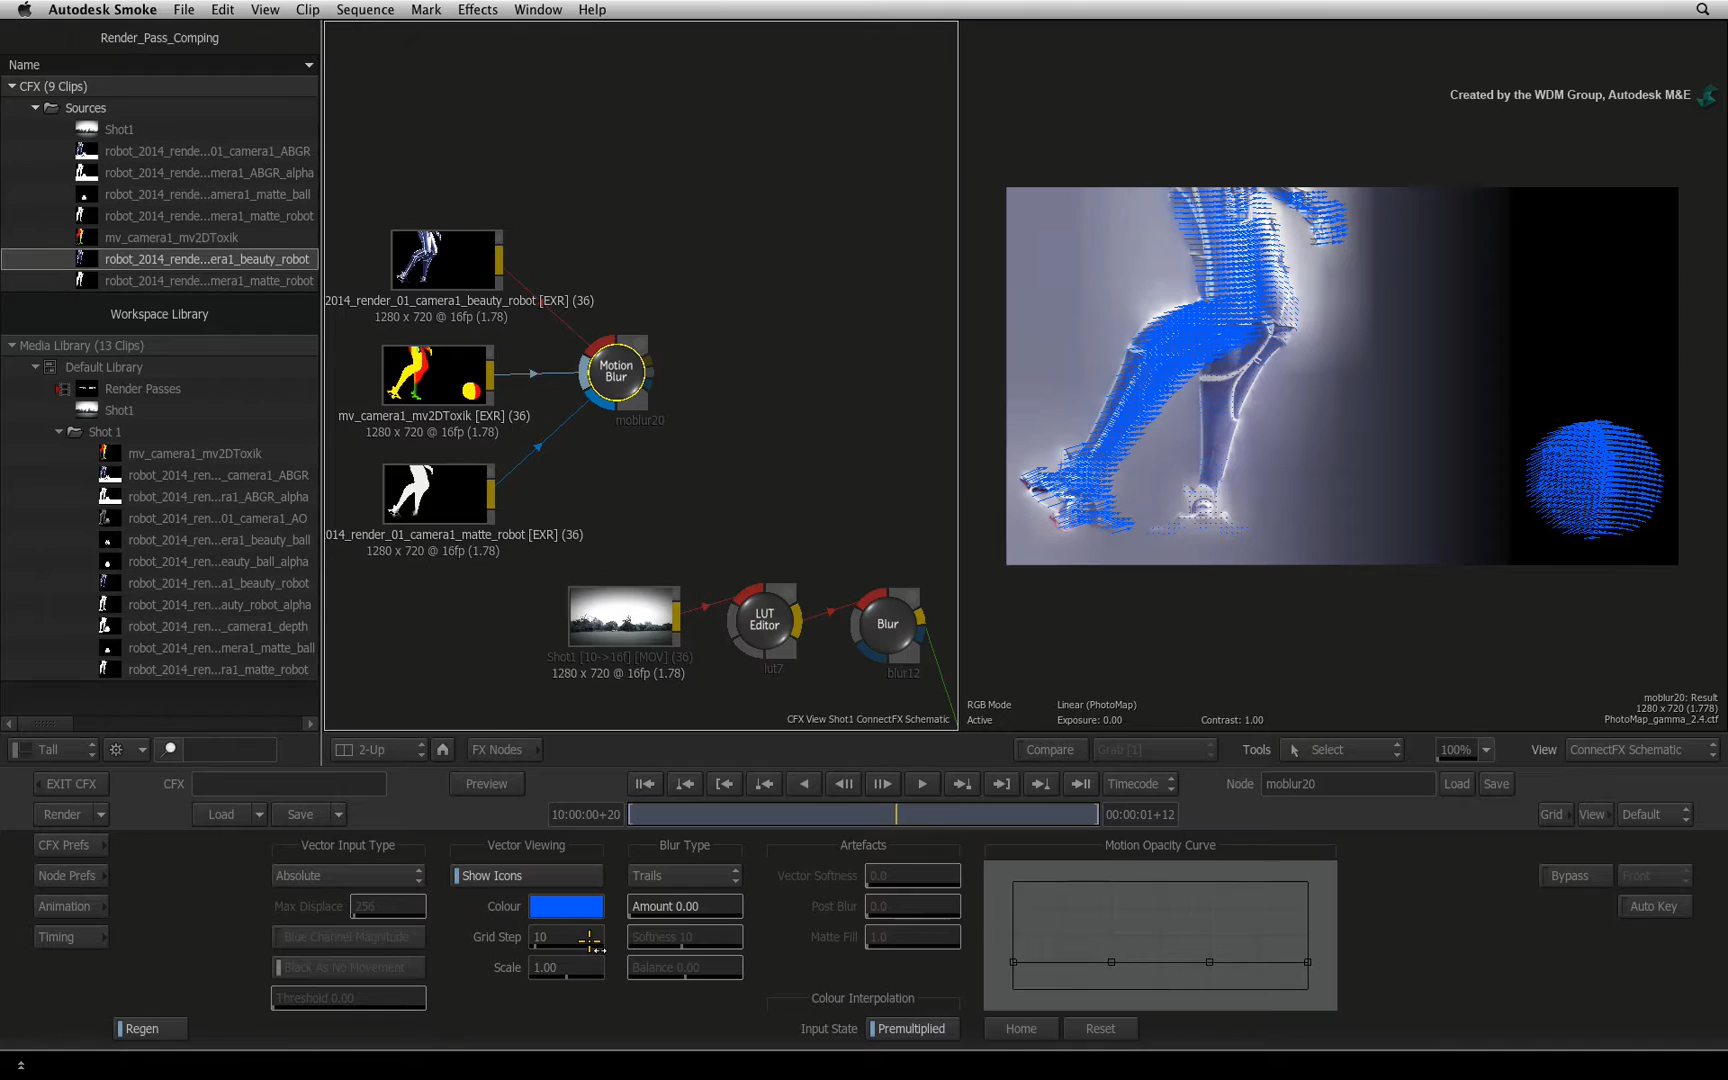 Autodesk Smoke File Edit View Clip Sequence Mark Effects Window Help
Render_Pass_Comping
Name
CFX (9 Clips)
Sources
Shot1
robot_2014_rende...01_camera1_ABGR
robot_2014_rende...mera1_ABGR_alpha
robot_2014_rende...amera1_matte_ball
robot_2014_rende...mera1_matte_robot
mv_camera1_mv2DToxik
robot_2014_rende...era1_beauty_robot
robot_2014_rende...mera1_matte_robot
Workspace Library
Media Library (13 Clips)
Default Library
Render Passes
Shot1
Shot 1
mv_camera1_mv2DToxik
robot_2014_ren..._camera1_ABGR
robot_2014_ren...ra1_ABGR_alpha
robot_2014_ren...01_camera1_AO
robot_2014_ren...era1_beauty_ball
robot_2014_ren...eauty_ball_alpha
robot_2014_ren...a1_beauty_robot
robot_2014_ren...auty_robot_alpha
robot_2014_ren..._camera1_depth
robot_2014_ren...mera1_matte_ball
robot_2014_ren...ra1_matte_robot
2014_render_01_camera1_beauty_robot [EXR] (36)
1280 x 720 @ 16fp (1.78)
Motion
Blur
moblur20
mv_camera1_mv2DToxik [EXR] (36)
1280 x 720 @ 16fp (1.78)
014_render_01_camera1_matte_robot [EXR] (36)
1280 x 720 @ 16fp (1.78)
LUT
Editor
lut7
Blur
blur12
Shot1 [10->16f] [MOV] (36)
1280 x 720 @ 16fp (1.78)
CFX View Shot1 ConnectFX Schematic
Created by the WDM Group, Autodesk M&E
RGB Mode Linear (PhotoMap)
Active Exposure: 0.00 Contrast: 1.00
moblur20: Result
1280 x 720 (1.778)
PhotoMap_gamma_2.4.ctf
Tall 2-Up FX Nodes Compare Grab [1] Tools Select 100% View ConnectFX Schematic
EXIT CFX CFX Preview Timecode Node moblur20 Load Save
Render Load Save 10:00:00+20 00:00:01+12 Grid View Default
CFX Prefs Vector Input Type Vector Viewing Blur Type Artefacts Motion Opacity Curve
Node Prefs Absolute Show Icons Trails Vector Softness 0.0 Bypass Front
Animation Max Displace 256 Colour Amount 0.00 Post Blur 0.0 Auto Key
Timing Blue Channel Magnitude Grid Step 10 Softness 10 Matte Fill 1.0
Black As No Movement Scale 1.00 Balance 0.00
Threshold 0.00 Colour Interpolation
Regen Input State Premultiplied Home Reset